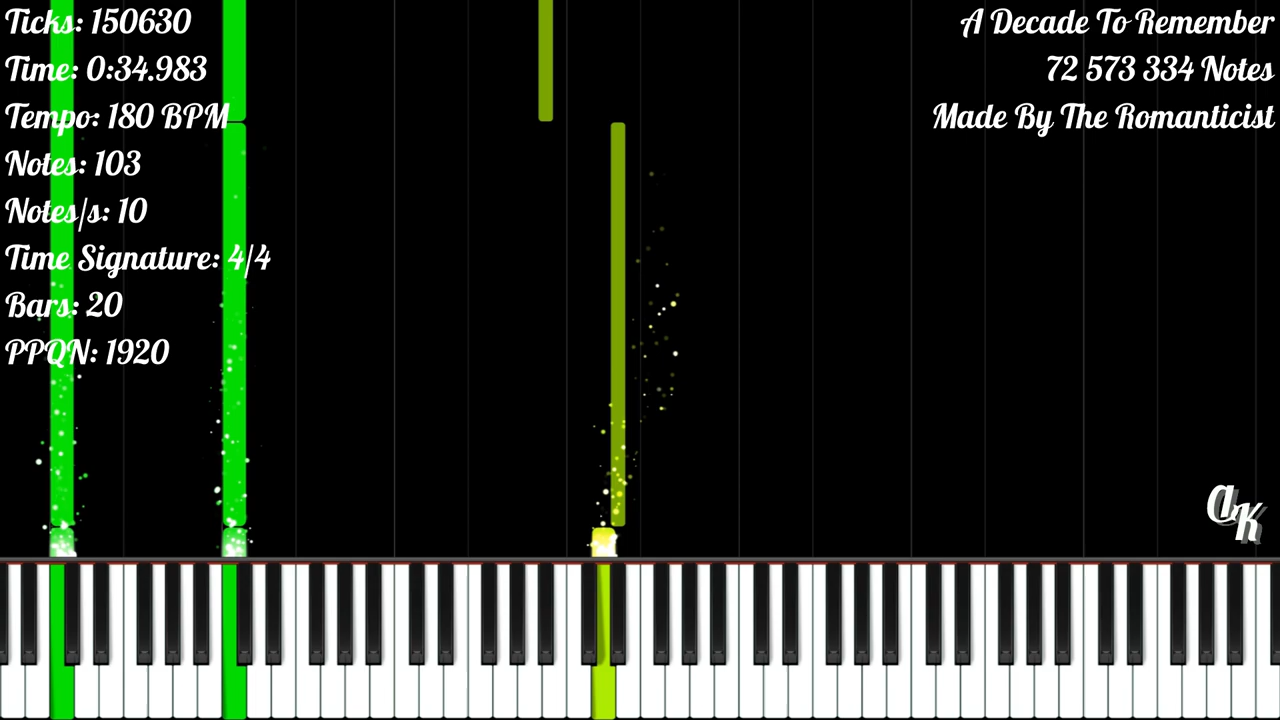 Ticks: 150630
Time: 0:34.983
Tempo: 180 BPM
Notes: 103
Notes/s: 10
Time Signature: 4/4
Bars: 20
PPQN: 1920
A Decade To Remember
72 573 334 Notes
Made By The Romanticist
aK